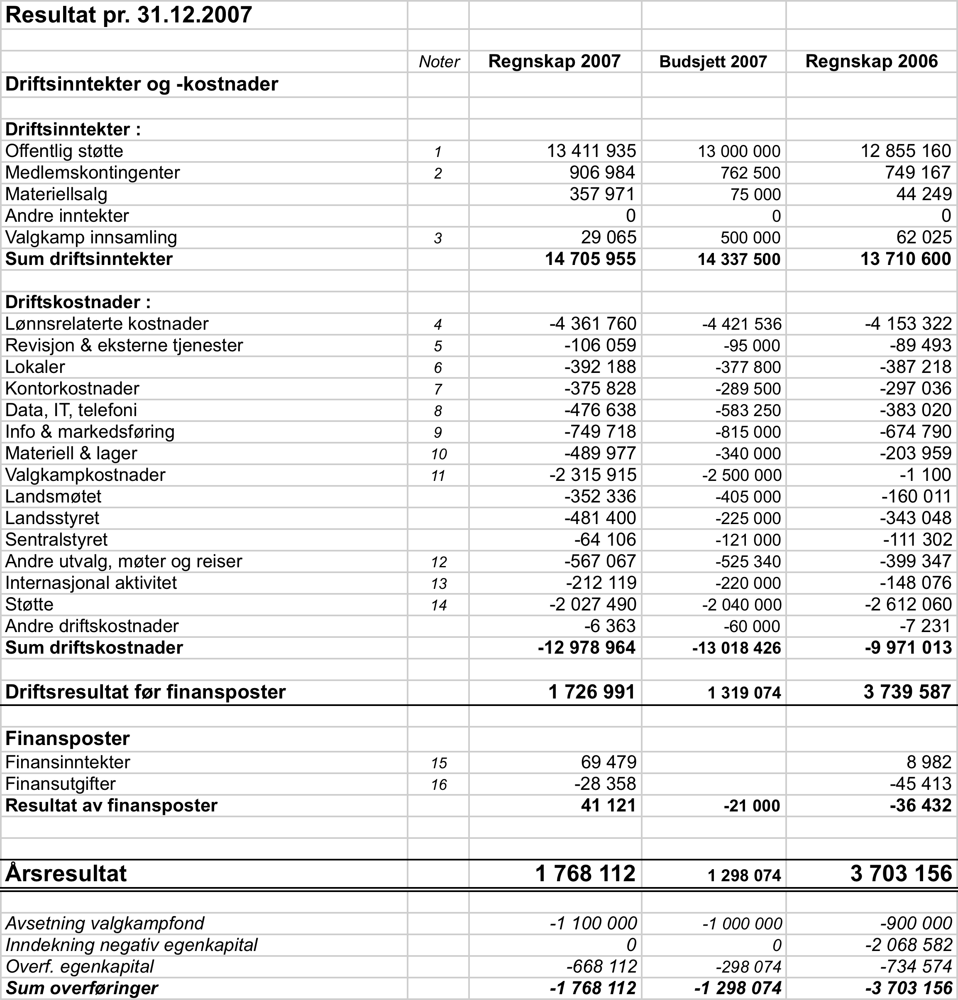 Resultat pr. 31.12.2007
Noter Regnskap 2007 Budsjett 2007 Regnskap 2006
Driftsinntekter og -kostnader
Driftsinntekter :
Offentlig støtte 1 13 411 935 13 000 000 12 855 160
Medlemskontingenter 2 906 984 762 500 749 167
Materiellsalg 357 971 75 000 44 249
Andre inntekter 0 0 0
Valgkamp innsamling 3 29 065 500 000 62 025
Sum driftsinntekter 14 705 955 14 337 500 13 710 600
Driftskostnader :
Lønnsrelaterte kostnader 4 -4 361 760 -4 421 536 -4 153 322
Revisjon & eksterne tjenester 5 -106 059 -95 000 -89 493
Lokaler 6 -392 188 -377 800 -387 218
Kontorkostnader 7 -375 828 -289 500 -297 036
Data, IT, telefoni 8 -476 638 -583 250 -383 020
Info & markedsføring 9 -749 718 -815 000 -674 790
Materiell & lager 10 -489 977 -340 000 -203 959
Valgkampkostnader 11 -2 315 915 -2 500 000 -1 100
Landsmøtet -352 336 -405 000 -160 011
Landsstyret -481 400 -225 000 -343 048
Sentralstyret -64 106 -121 000 -111 302
Andre utvalg, møter og reiser 12 -567 067 -525 340 -399 347
Internasjonal aktivitet 13 -212 119 -220 000 -148 076
Støtte 14 -2 027 490 -2 040 000 -2 612 060
Andre driftskostnader -6 363 -60 000 -7 231
Sum driftskostnader -12 978 964 -13 018 426 -9 971 013
Driftsresultat før finansposter 1 726 991 1 319 074 3 739 587
Finansposter
Finansinntekter 15 69 479 8 982
Finansutgifter 16 -28 358 -45 413
Resultat av finansposter 41 121 -21 000 -36 432
Årsresultat 1 768 112 1 298 074 3 703 156
Avsetning valgkampfond -1 100 000 -1 000 000 -900 000
Inndekning negativ egenkapital 0 0 -2 068 582
Overf. egenkapital -668 112 -298 074 -734 574
Sum overføringer -1 768 112 -1 298 074 -3 703 156